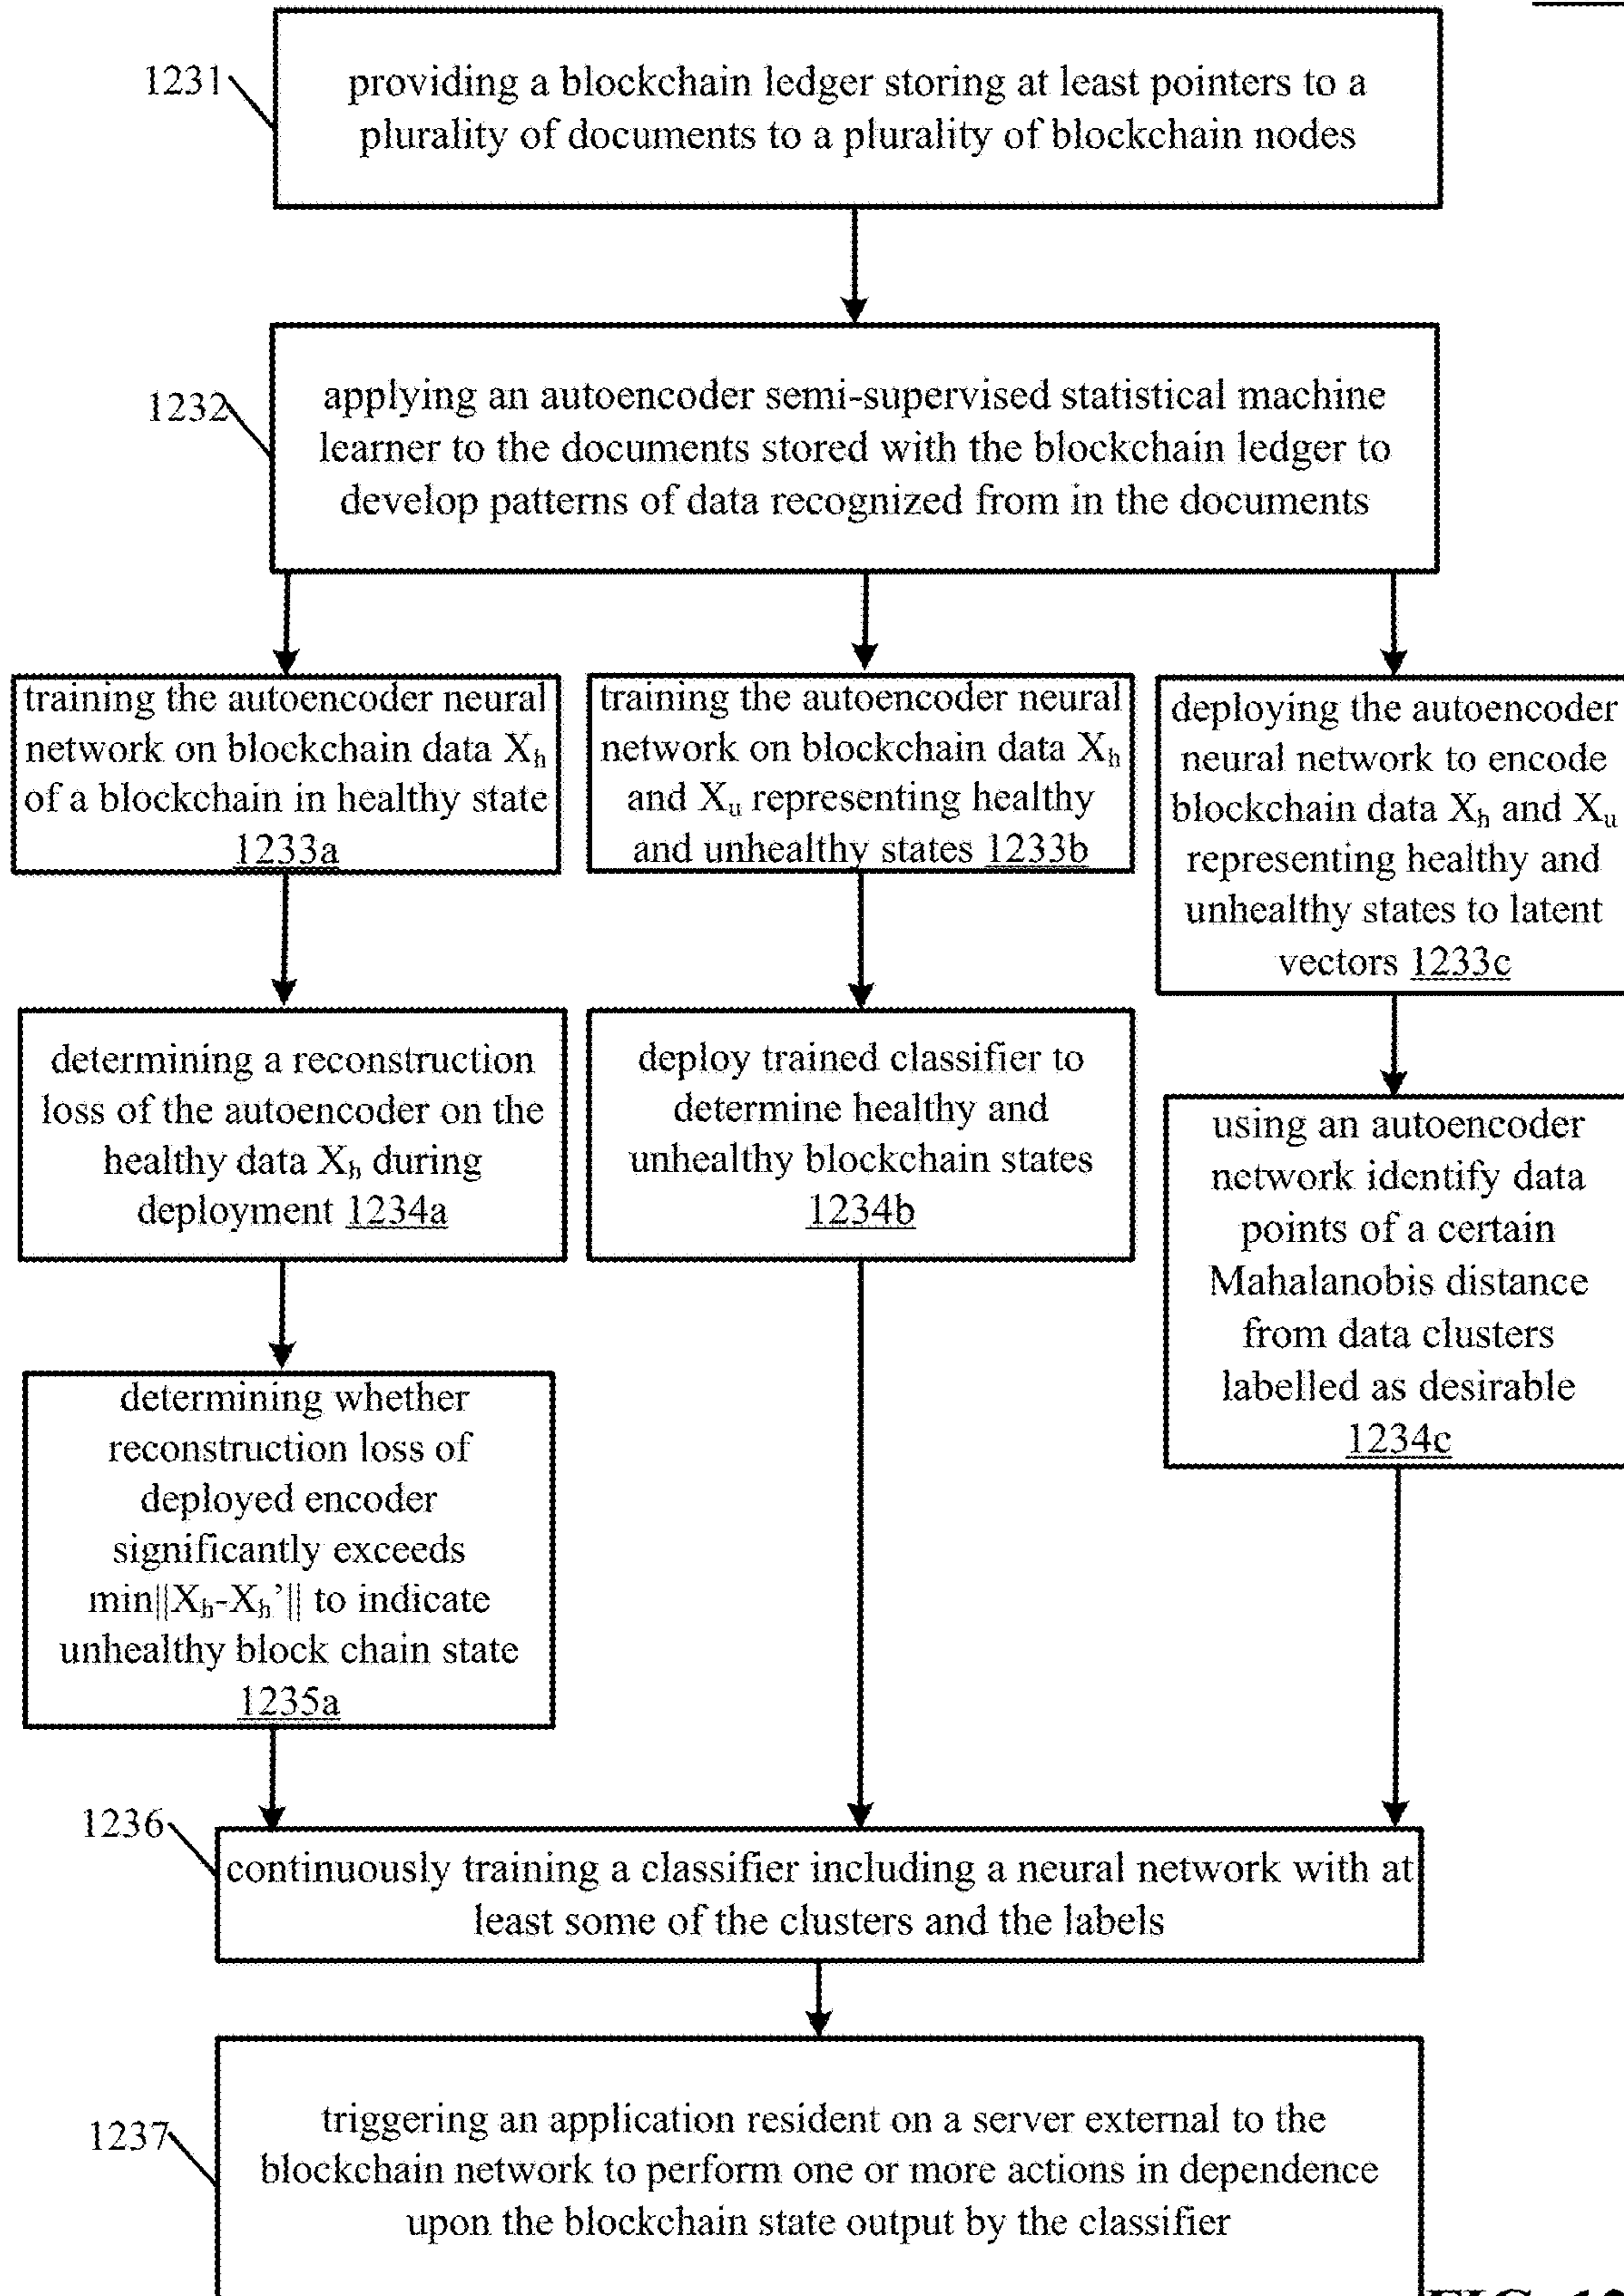 1231
providing a blockchain ledger storing at least pointers to a
plurality of documents to a plurality of blockchain nodes
1232
applying an autoencoder semi-supervised statistical machine
learner to the documents stored with the blockchain ledger to
develop patterns of data recognized from in the documents
training the autoencoder neural
network on blockchain data Xₕ
of a blockchain in healthy state
1233a
training the autoencoder neural
network on blockchain data Xₕ
and Xᵤ representing healthy
and unhealthy states 1233b
deploying the autoencoder
neural network to encode
blockchain data Xₕ and Xᵤ
representing healthy and
unhealthy states to latent
vectors 1233c
determining a reconstruction
loss of the autoencoder on the
healthy data Xₕ during
deployment 1234a
deploy trained classifier to
determine healthy and
unhealthy blockchain states
1234b
using an autoencoder
network identify data
points of a certain
Mahalanobis distance
from data clusters
labelled as desirable
1234c
determining whether
reconstruction loss of
deployed encoder
significantly exceeds
min||Xₕ-Xₕ’|| to indicate
unhealthy block chain state
1235a
1236
continuously training a classifier including a neural network with at
least some of the clusters and the labels
1237
triggering an application resident on a server external to the
blockchain network to perform one or more actions in dependence
upon the blockchain state output by the classifier